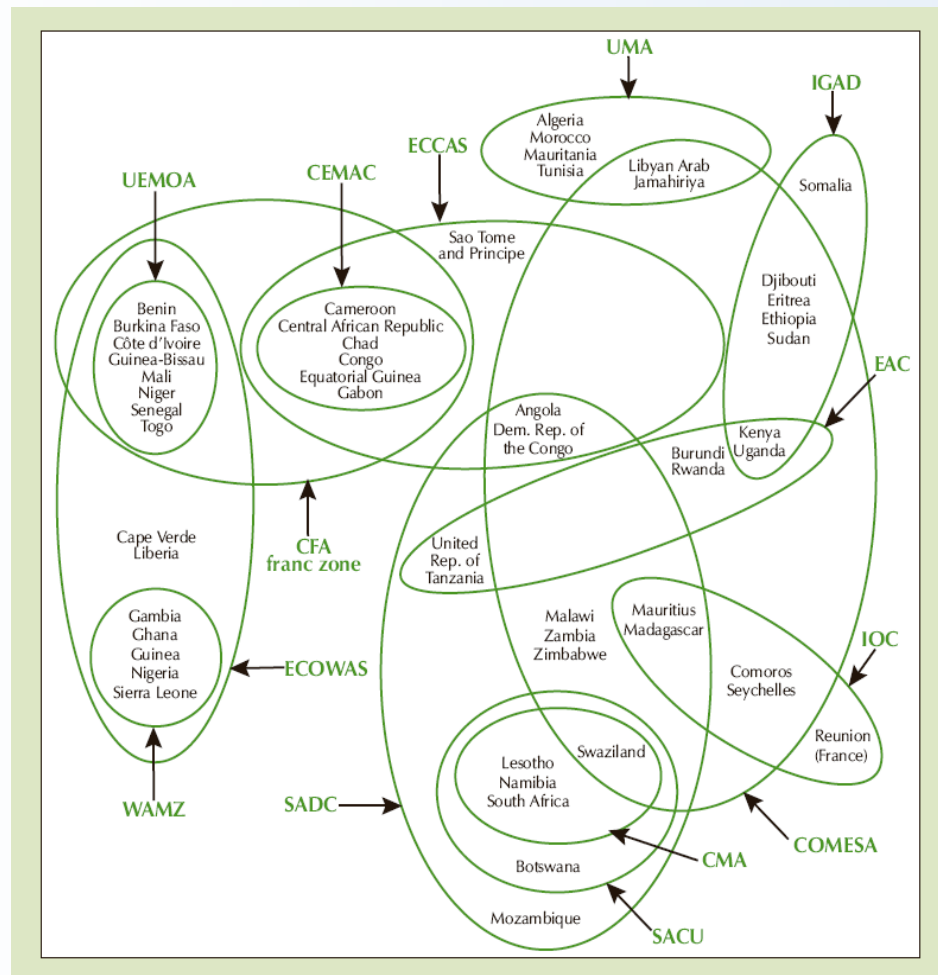 UMA
IGAD
Algeria
Morocco
Mauritania
Tunisia
Libyan Arab
Jamahiriya
Somalia
ECCAS
CEMAC
UEMOA
Sao Tome
and Principe
Djibouti
Eritrea
Ethiopia
Sudan
Benin
Burkina Faso
Côte d'Ivoire
Guinea-Bissau
Mali
Niger
Senegal
Togo
Cameroon
Central African Republic
Chad
Congo
Equatorial Guinea
Gabon
EAC
Angola
Dem. Rep. of
the Congo
Kenya
Uganda
Burundi
Rwanda
Cape Verde
Liberia
CFA
franc zone
United
Rep. of
Tanzania
Gambia
Ghana
Guinea
Nigeria
Sierra Leone
ECOWAS
Malawi
Zambia
Zimbabwe
Mauritius
Madagascar
IOC
Comoros
Seychelles
Reunion
(France)
Swaziland
Lesotho
Namibia
South Africa
WAMZ
SADC
COMESA
CMA
Botswana
Mozambique
SACU